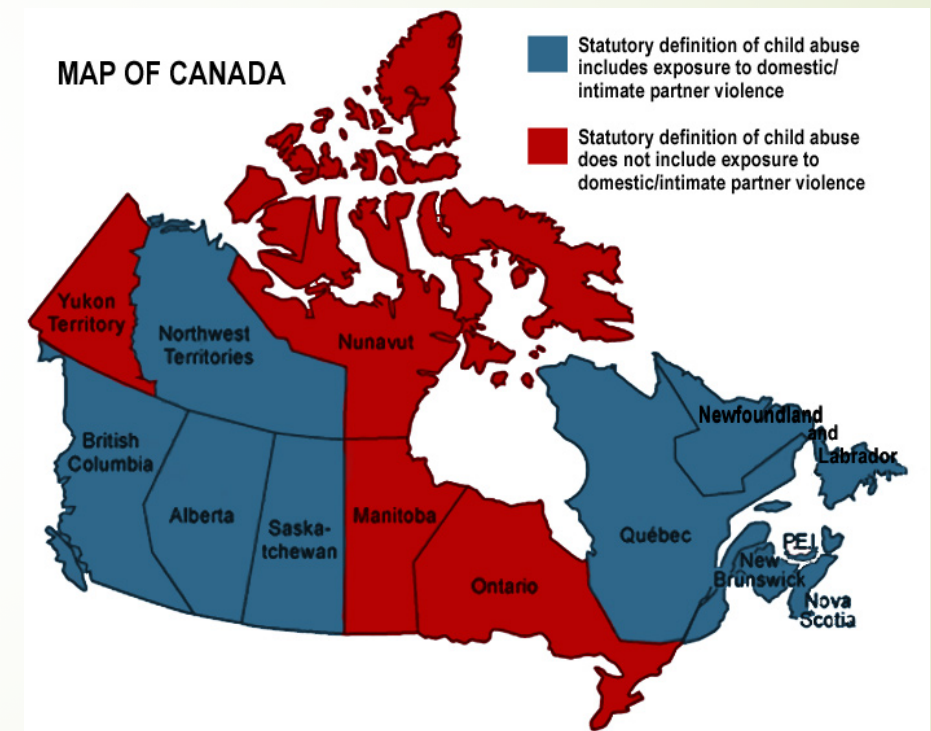 MAP OF CANADA
Statutory definition of child abuse
includes exposure to domestic/
intimate partner violence
Statutory definition of child abuse
does not include exposure to
domestic/intimate partner violence
Yukon
Territory
Northwest
Territories
Nunavut
British
Columbia
Alberta
Saska-
tchewan
Manitoba
Ontario
Québec
Newfoundland
and
Labrador
P.E.I.
New
Brunswick
Nova
Scotia